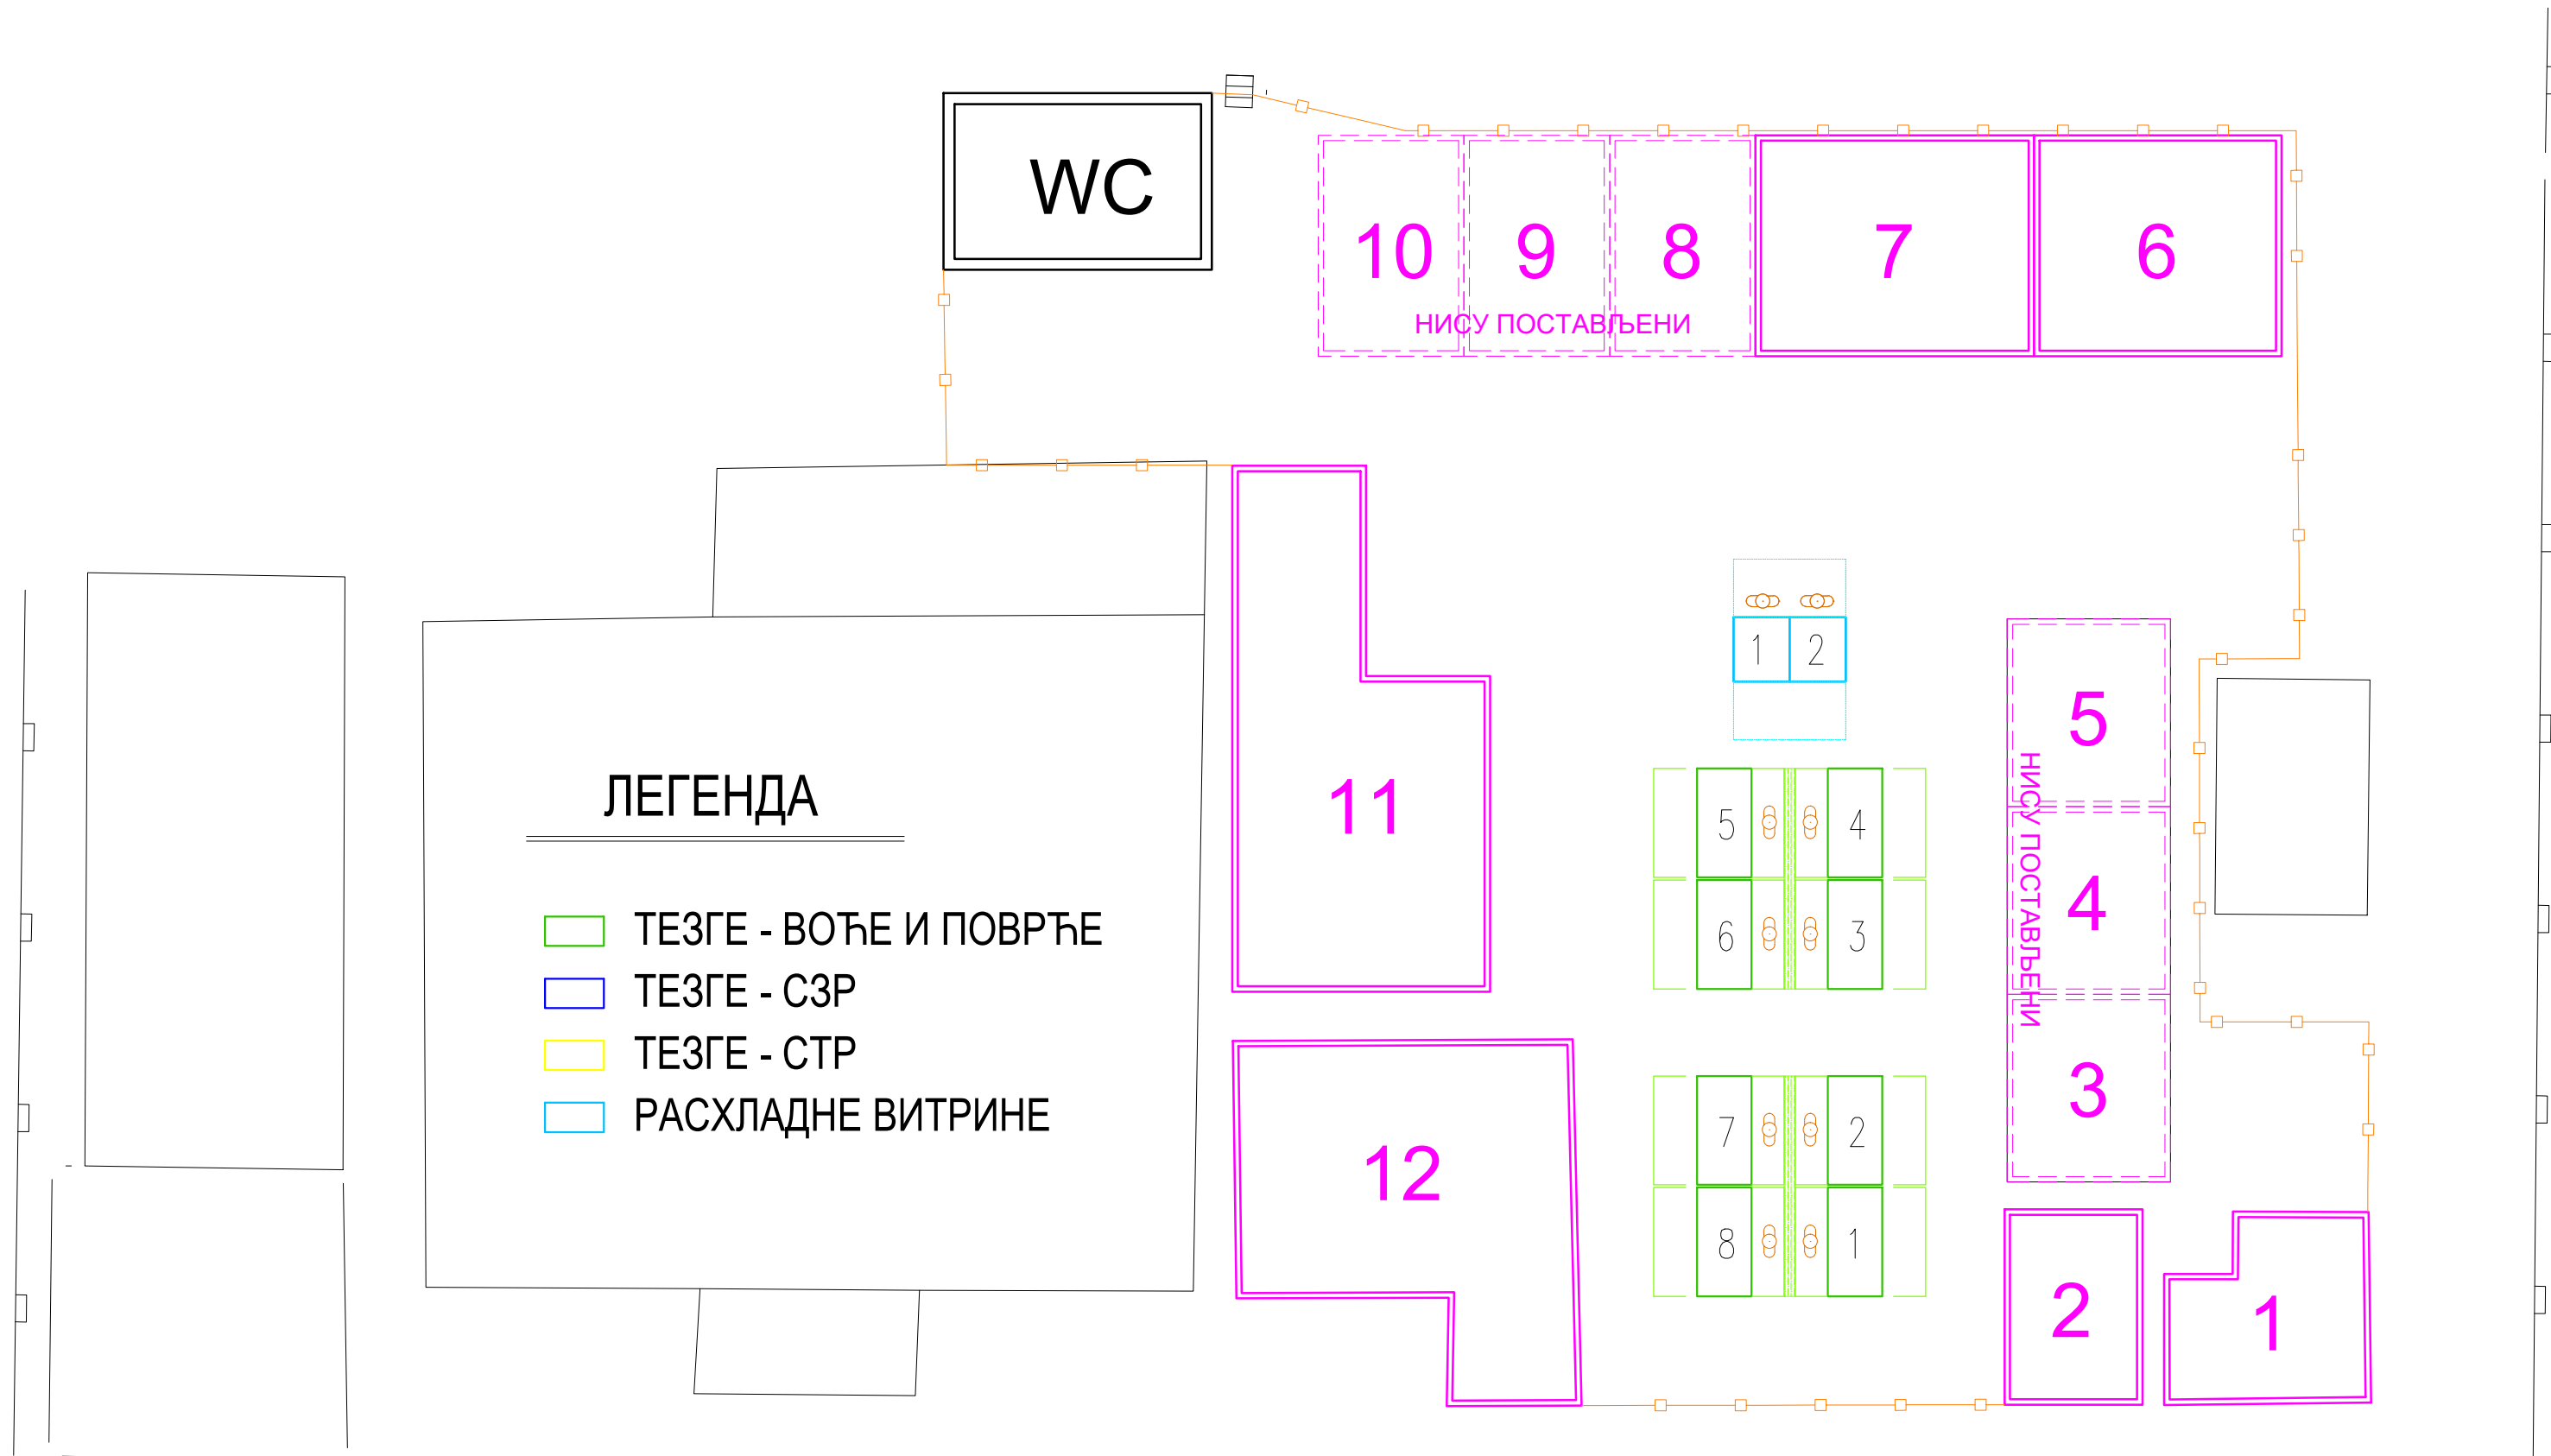 WC
10 9 8 7 6
НИСУ ПОСТАВЉЕНИ
1 2
5
4
3
НИСУ ПОСТАВЉЕНИ
11
5 4
6 3
7 2
8 1
12
2
1
ЛЕГЕНДА
ТЕЗГЕ - ВОЋЕ И ПОВРЋЕ
ТЕЗГЕ - СЗР
ТЕЗГЕ - СТР
РАСХЛАДНЕ ВИТРИНЕ